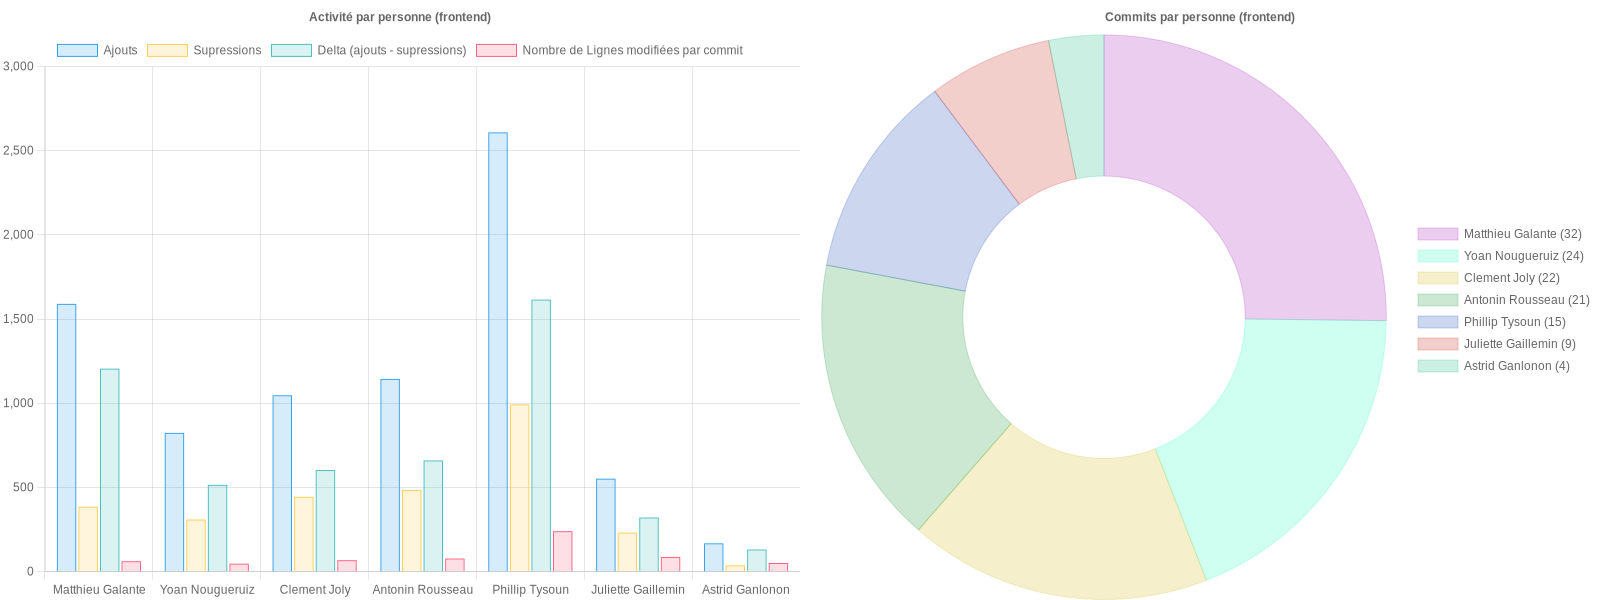 Activité par personne (frontend)
Ajouts
Supressions
Delta (ajouts - supressions)
Nombre de Lignes modifiées par commit
3,000
2,500
2,000
1,500
1,000
500
0
Matthieu Galante
Yoan Nougueruiz
Clement Joly
Antonin Rousseau
Phillip Tysoun
Juliette Gaillemin
Astrid Ganlonon
Commits par personne (frontend)
Matthieu Galante (32)
Yoan Nougueruiz (24)
Clement Joly (22)
Antonin Rousseau (21)
Phillip Tysoun (15)
Juliette Gaillemin (9)
Astrid Ganlonon (4)